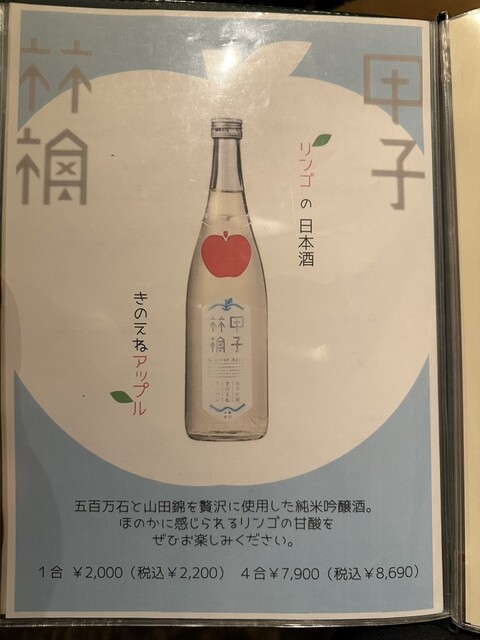 甲子
林檎
リンゴの日本酒
きのえねアップル
甲子
林檎
五百万石と山田錦を贅沢に使用した純米吟醸酒。
ほのかに感じられるリンゴの甘酸を
ぜひお楽しみください。
1合 ¥2,000（税込¥2,200） 4合¥7,900（税込¥8,690）